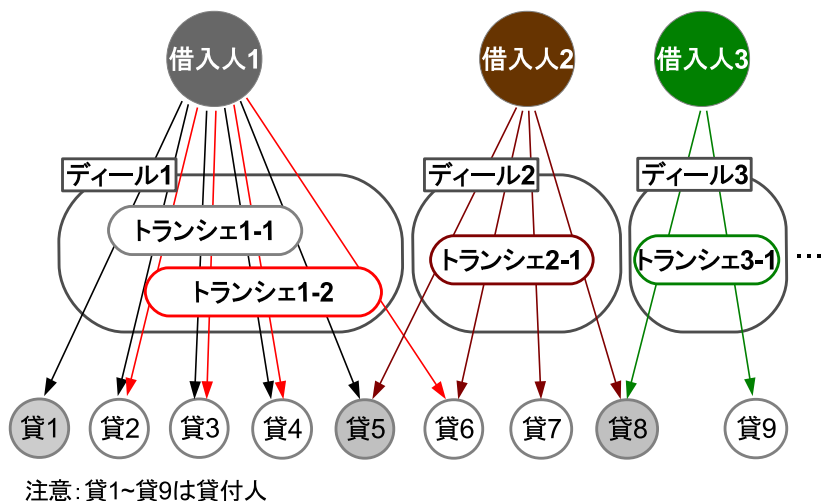 借入人1
借入人2
借入人3
ディール1
ディール2
ディール3
トランシェ1-1
トランシェ1-2
トランシェ2-1
トランシェ3-1
…
貸1
貸2
貸3
貸4
貸5
貸6
貸7
貸8
貸9
注意:貸1~貸9は貸付人